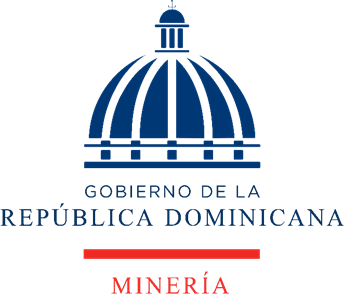 GOBIERNO DE LA
REPÚBLICA DOMINICANA
MINERÍA